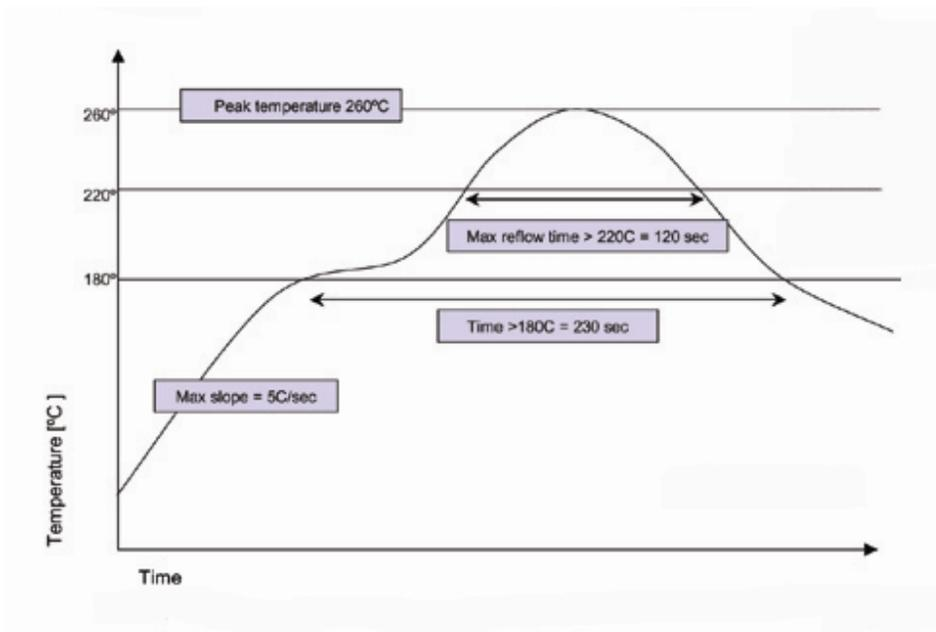 Peak temperature 260ºC
260º
220º
Max reflow time > 220C = 120 sec
180º
Time >180C = 230 sec
Max slope = 5C/sec
Temperature [ºC]
Time